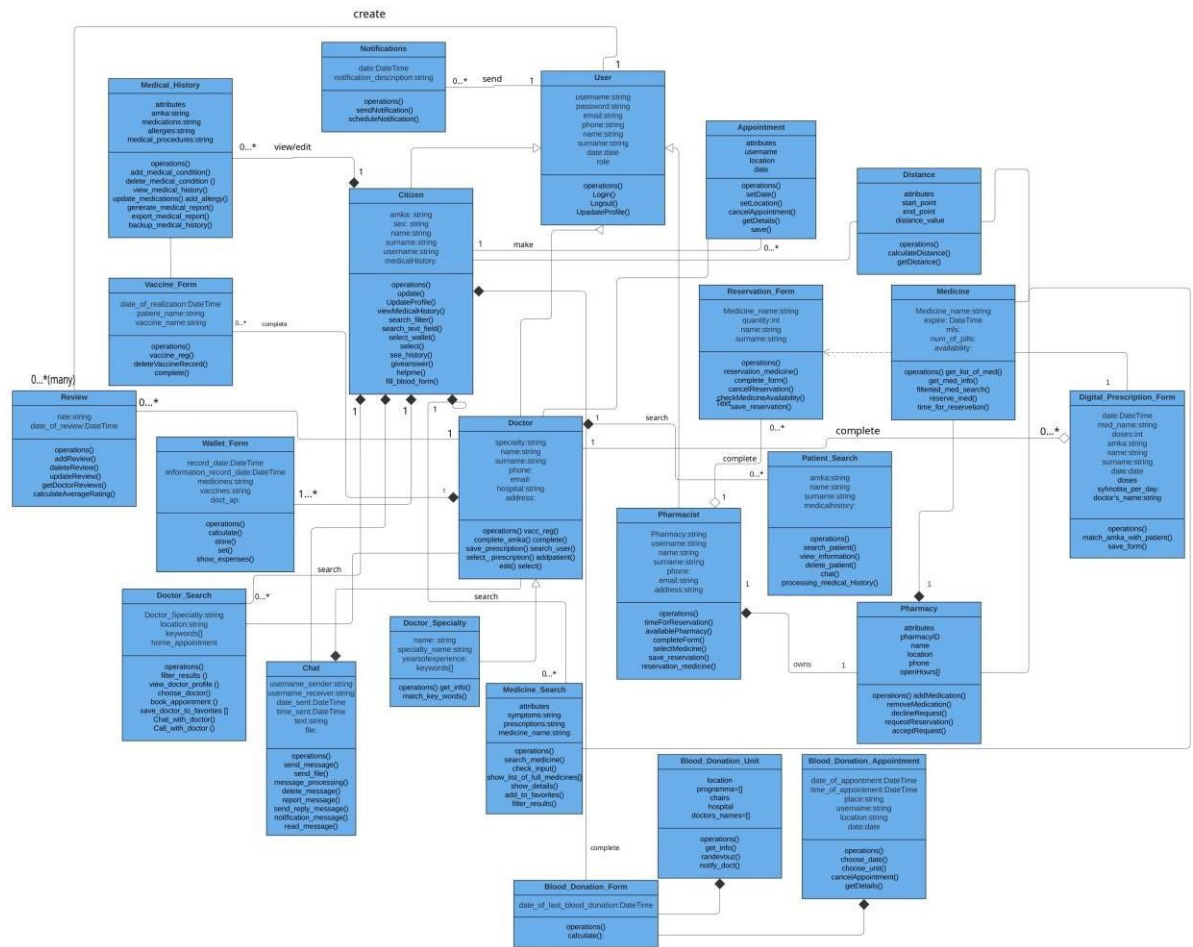 create
Notifications
date:DateTime
notification_description:string
operations()
sendNotification()
scheduleNotification()
0...*
send
1
1
User
username:string
password:string
email:string
phone:string
name:string
surname:string
date:date
role
operations()
Login()
Logout()
UpadateProfile()
Medical_History
attributes
amka:string
medications:string
allergies:string
medical_procedures:string
operations()
add_medical_condition()
delete_medical_condition ()
view_medical_history()
update_medications() add_allergy()
generate_medical_report()
export_medical_report()
backup_medical_history()
0...*
view/edit
1
Appointment
attributes
username
location
date
operations()
setDate()
setLocation()
cancelAppointment()
getDetails()
save()
Distance
attributes
start_point
end_point
distance_value
operations()
calculateDistance()
getDistance()
Citizen
amka: string
sex: string
name:string
surname:string
username:string
medicalHistory:
operations()
update()
UpdateProfile()
viewMedicalHistory()
search_filter()
search_text_field()
select_wallet()
select()
see_history()
giveanswer()
helpme()
fill_blood_form()
1
make
0...*
Vaccine_Form
date_of_realization:DateTime
patient_name:string
vaccine_name:string
operations()
vaccine_reg()
deleteVaccineRecord()
complete()
0...*
complete
1
Reservation_Form
Medicine_name:string
quantity:int
name:string
surname:string
operations()
reservation_medicine()
complete_form()
cancelReservation()
checkMedicineAvailability()
Text
save_reservation()
0...*
Medicine
Medicine_name:string
expire: DateTime
mls:
num_of_pills:
availability:
operations() get_list_of_med()
get_med_info()
filterted_med_search()
reserve_med()
time_for_reservetion()
1
Digital_Prescription_Form
date:DateTime
med_name:string
doses:int
amka:string
name:string
surname:string
date:date
doses
syhnotita_per_day:
doctor's_name:string
operations()
match_amka_with_patient()
save_form()
0...*(many)
Review
rate:string
date_of_review:DateTime
operations()
addReview()
daleteReview()
updateReview()
getDoctorReviews()
calculateAverageRating()
0...*
1
Wallet_Form
record_date:DateTime
information_record_date:DateTime
medicines:string
vaccines:string
doct_ap:
operations()
calculate()
store()
set()
show_expenses()
1...*
1
1
1
Doctor
specialty:string
name:string
surname:string
phone:
email:
hospital:string
address:
operations() vacc_reg()
complete_amka() complete()
save_prescription() search_user()
select_ prescription() addpatient()
edit() select()
1
search
1
complete
0...*
0...*
Patient_Search
amka:string
name:string
surname:string
medicalhistory:
operations()
search_patient()
view_information()
delete_patient()
chat()
processing_medical_History()
complete
1
Pharmacist
Pharmacy:string
username:string
name:string
surname:string
phone:
email:string
address:string
operations()
timeForReservation()
availablePharmacy()
completeForm()
selectMedicine()
save_reservation()
reservation_medicine()
1
owns
1
1
Pharmacy
attributes
pharmacyID
name
location
phone
openHours[]
operations() addMedication()
removeMedication()
declineRequest()
requestReservation()
acceptRequest()
search
0...*
Doctor_Search
Doctor_Specialty:string
location:string
keywords[]
home_appointment
operations()
filter_results ()
view_doctor_profile ()
choose_doctor()
book_appointment ()
save_doctor_to_favorites []
Chat_with_doctor()
Call_with_doctor ()
Chat
username_sender:string
username_receiver:string
date_sent:DateTime
time_sent:DateTime
text:string
file:
operations()
send_message()
send_file()
message_processing()
delete_message()
report_message()
send_reply_message()
notification_message()
read_message()
Doctor_Specialty
name: string
specialty_name:string
yearsofexperience:
keywords[]
operations() get_info()
match_key_words()
search
0...*
Medicine_Search
attributes
symptoms:string
prescriptions:string
medicine_name:string
operations()
search_medicine()
check_input()
show_list_of_full_medicines[]
show_details()
add_to_favorites()
filter_results()
Blood_Donation_Unit
location
programma=[]
chairs
hospital
doctors_names=[]
operations()
get_info()
randevouz()
notify_doct()
Blood_Donation_Appointment
date_of_appontment:DateTime
time_of_appointment:DateTime
place:string
username:string
location:string
date:date
operations()
choose_date()
choose_unit()
cancelAppointment()
getDetails()
complete
Blood_Donation_Form
date_of_last_blood_donation:DateTime
operations()
calculate():